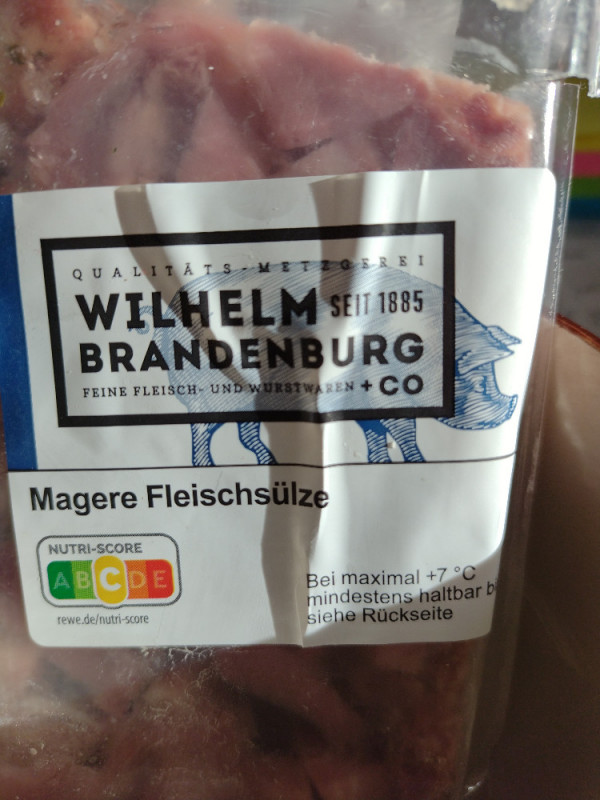 QUALITÄTS-METZGEREI
WILHELM SEIT 1885
BRANDENBURG
FEINE FLEISCH- UND WURSTWAREN + CO
Magere Fleischsülze
NUTRI-SCORE
A B C D E
rewe.de/nutri-score
Bei maximal +7 °C
mindestens haltbar
siehe Rückseite